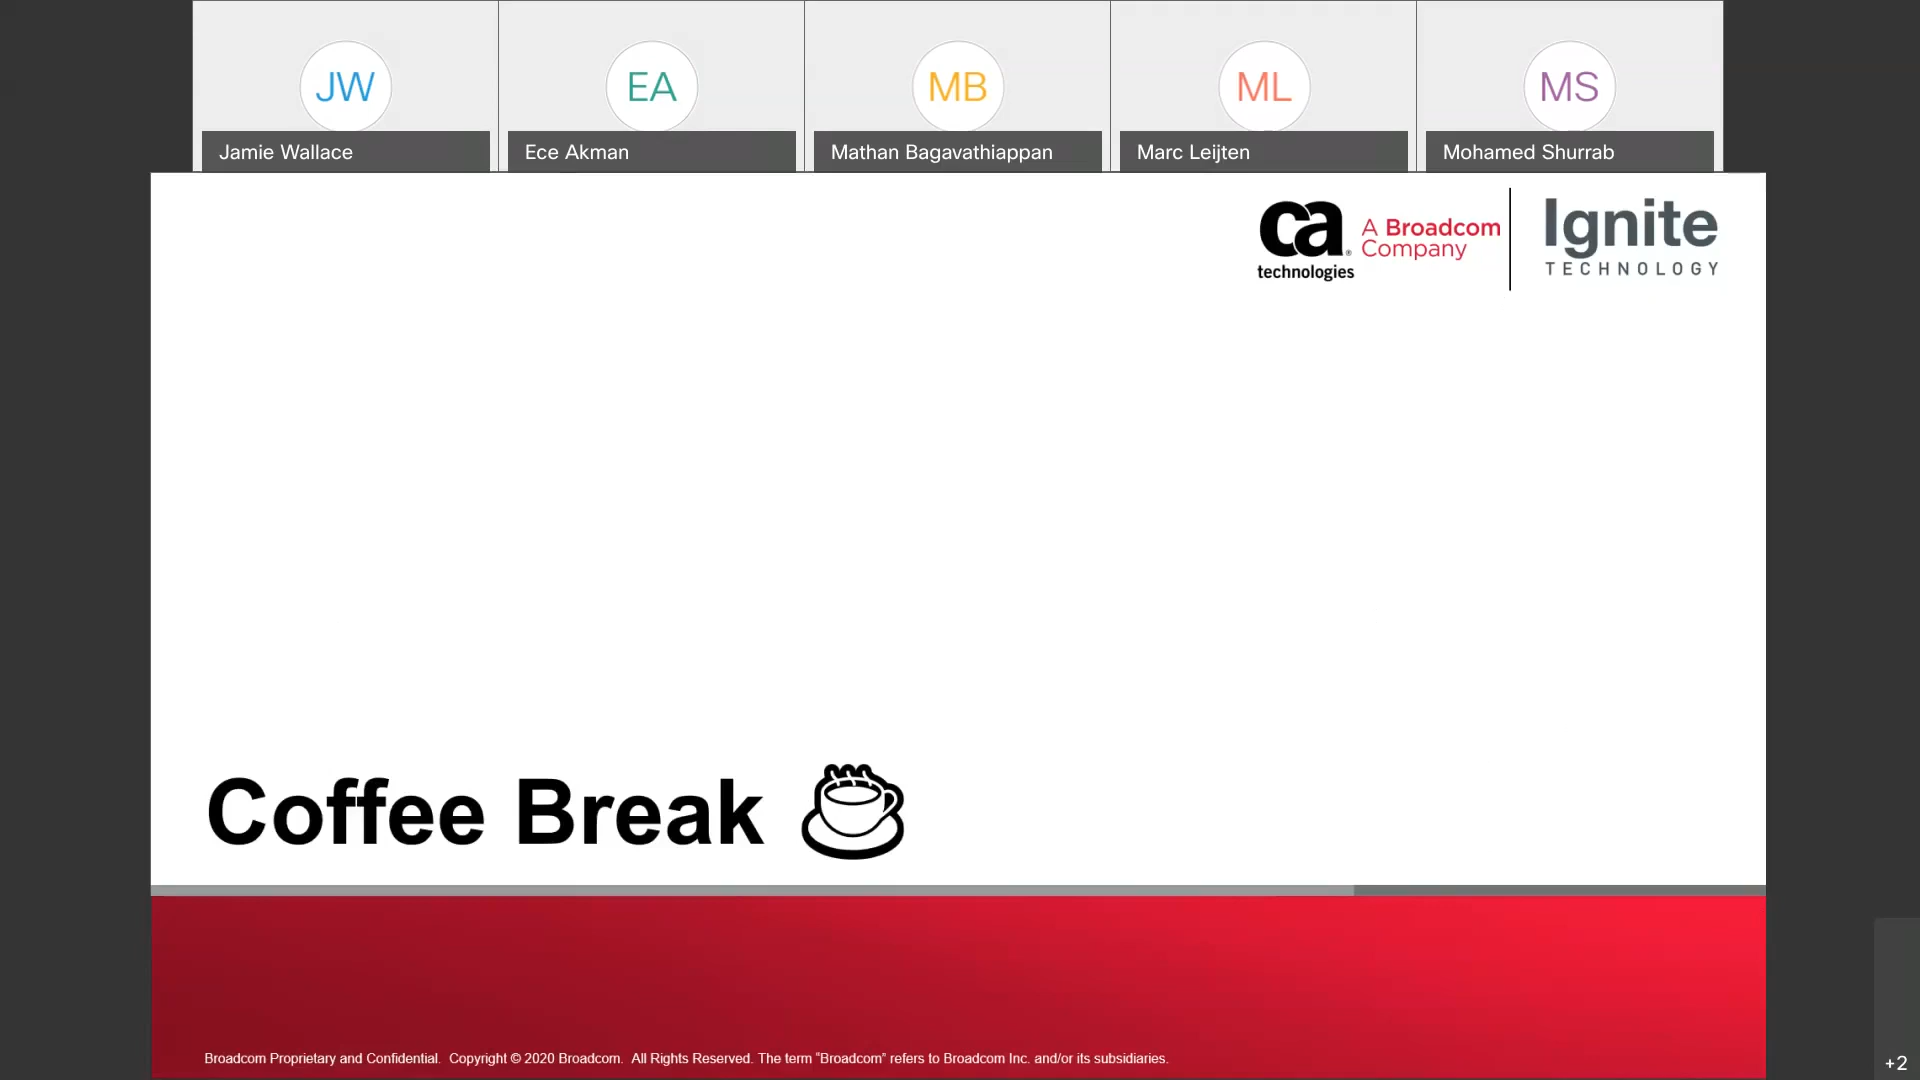 JW
EA
MB
ML
MS
Jamie Wallace
Ece Akman
Mathan Bagavathiappan
Marc Leijten
Mohamed Shurrab
ca
technologies
A Broadcom
Company
Ignite
TECHNOLOGY
Coffee Break
Broadcom Proprietary and Confidential. Copyright © 2020 Broadcom. All Rights Reserved. The term “Broadcom” refers to Broadcom Inc. and/or its subsidiaries.
+2